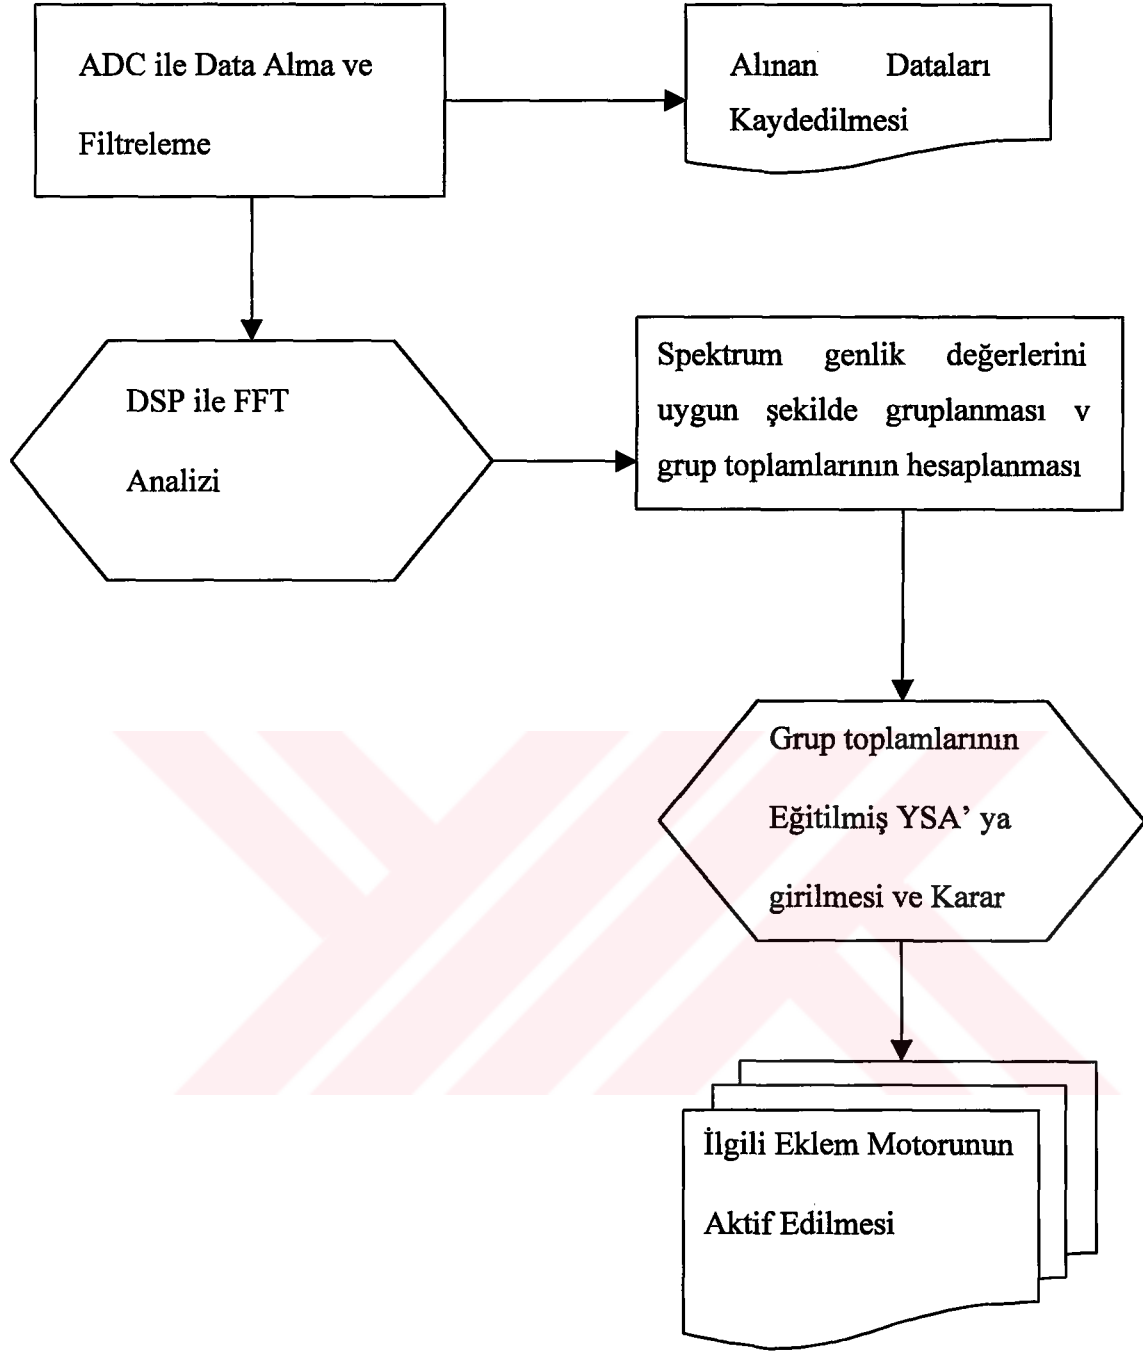 ADC ile Data Alma ve
Filtreleme
Alınan Dataları
Kaydedilmesi
DSP ile FFT
Analizi
Spektrum genlik değerlerini
uygun şekilde gruplanması v
grup toplamlarının hesaplanması
Grup toplamlarının
Eğitilmiş YSA' ya
girilmesi ve Karar
İlgili Eklem Motorunun
Aktif Edilmesi